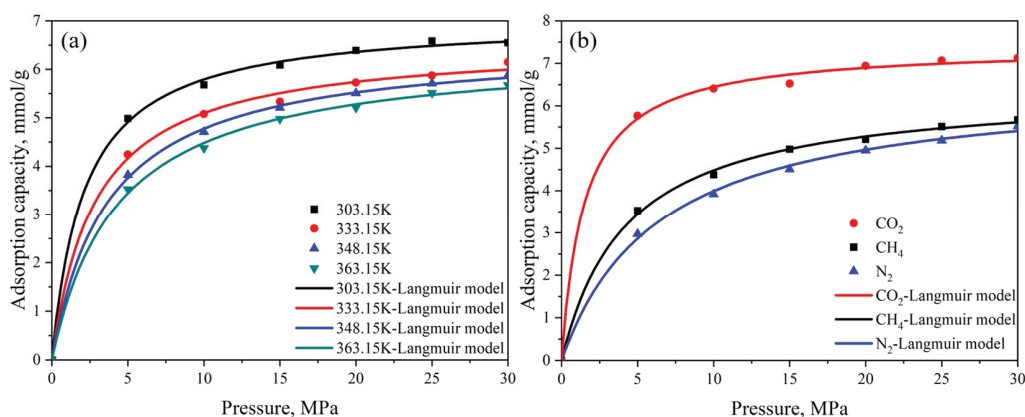 (a)
Adsorption capacity, mmol/g
7
6
5
4
3
2
1
0
303.15K
333.15K
348.15K
363.15K
303.15K-Langmuir model
333.15K-Langmuir model
348.15K-Langmuir model
363.15K-Langmuir model
0 5 10 15 20 25 30
Pressure, MPa
(b)
Adsorption capacity, mmol/g
8
7
6
5
4
3
2
1
0
CO₂
CH₄
N₂
CO₂-Langmuir model
CH₄-Langmuir model
N₂-Langmuir model
0 5 10 15 20 25 30
Pressure, MPa